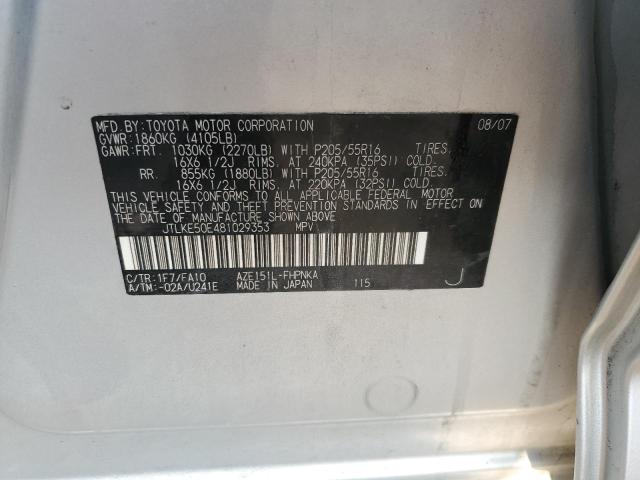 MFD.BY:TOYOTA MOTOR CORPORATION 08/07
GVWR:1860KG (4105LB)
GAWR:FRT. 1030KG (2270LB) WITH P205/55R16 TIRES,
16X6 1/2J RIMS, AT 240KPA (35PSI) COLD.
RR. 855KG (1880LB) WITH P205/55R16 TIRES,
16X6 1/2J RIMS, AT 220KPA (32PSI) COLD.
THIS VEHICLE CONFORMS TO ALL APPLICABLE FEDERAL MOTOR
VEHICLE SAFETY AND THEFT PREVENTION STANDARDS IN EFFECT ON
THE DATE OF MANUFACTURE SHOWN ABOVE.
JTLKE50E481029353 MPV
C/TR:1F7/FA10 AZE151L-FHPNKA
A/TM:-02A/U241E MADE IN JAPAN 115 J